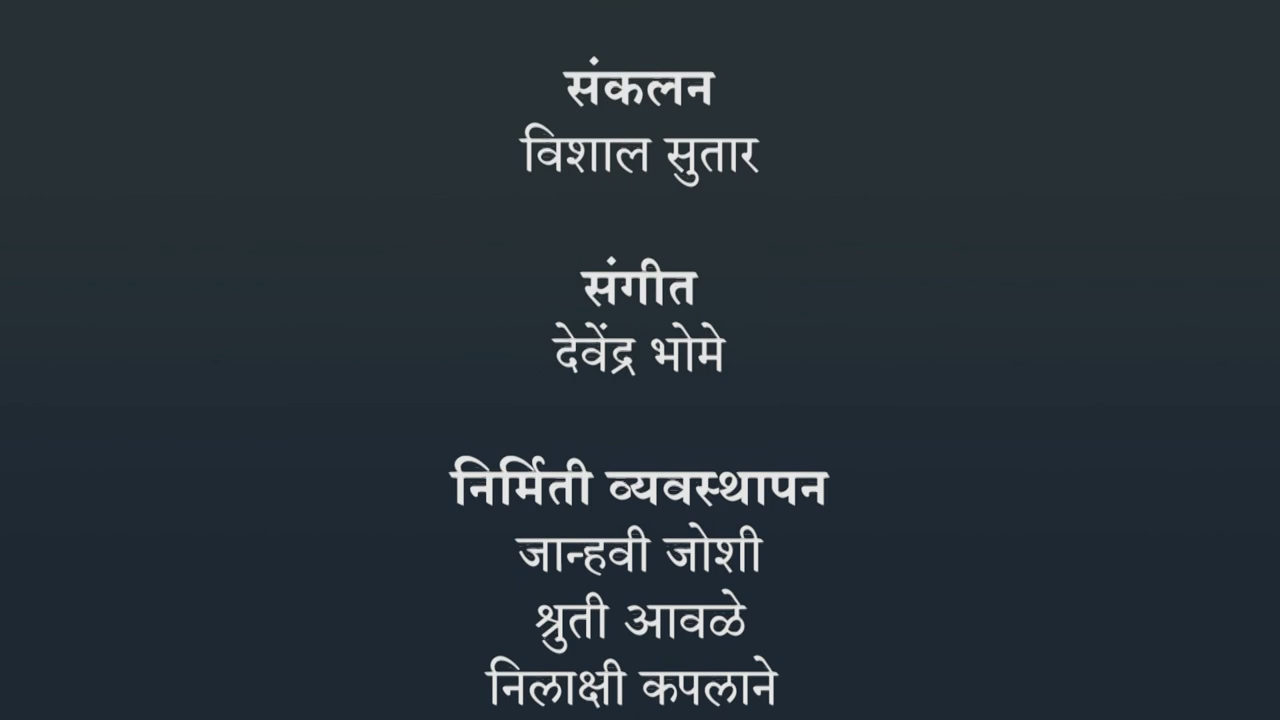 संकलन
विशाल सुतार
संगीत
देवेंद्र भोमे
निर्मिती व्यवस्थापन
जान्हवी जोशी
श्रुती आवळे
निलाक्षी कपलाने